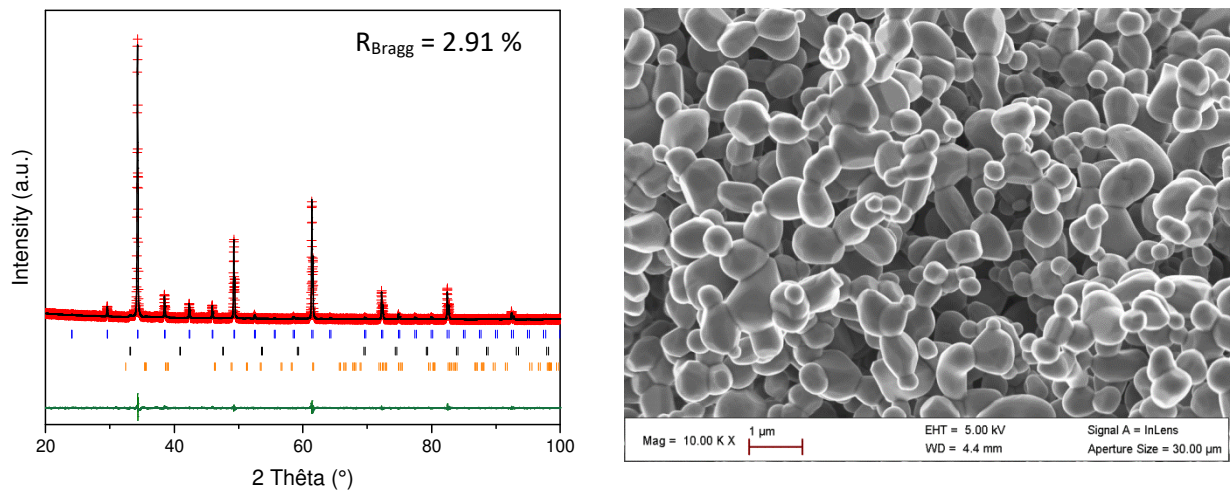 R_Bragg = 2.91 %
Intensity (a.u.)
20 40 60 80 100
2 Thêta (°)
Mag = 10.00 K X
1 µm
EHT = 5.00 kV
WD = 4.4 mm
Signal A = InLens
Aperture Size = 30.00 µm